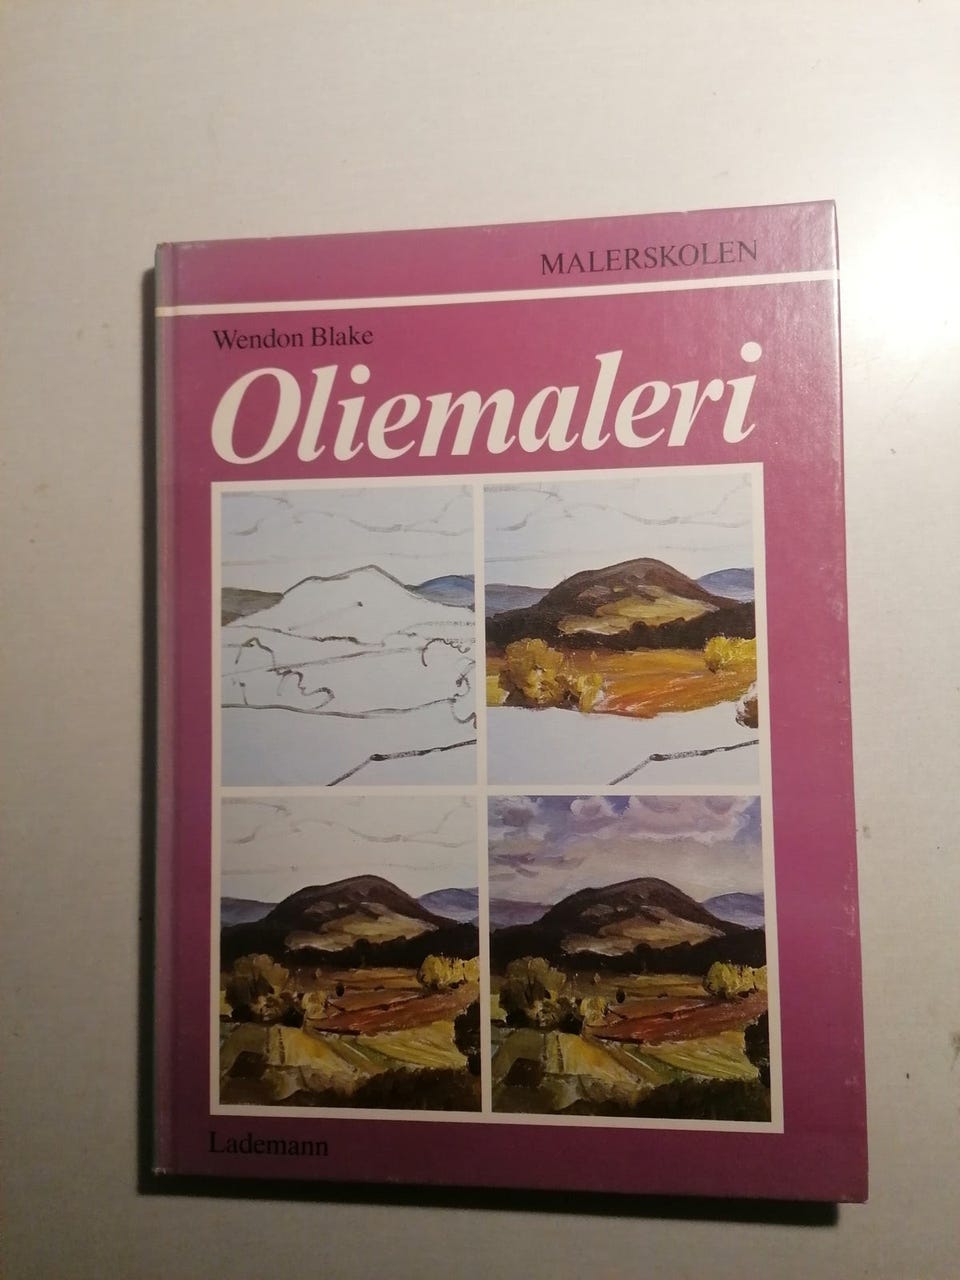 MALERSKOLEN
Wendon Blake
Oliemaleri
Lademann